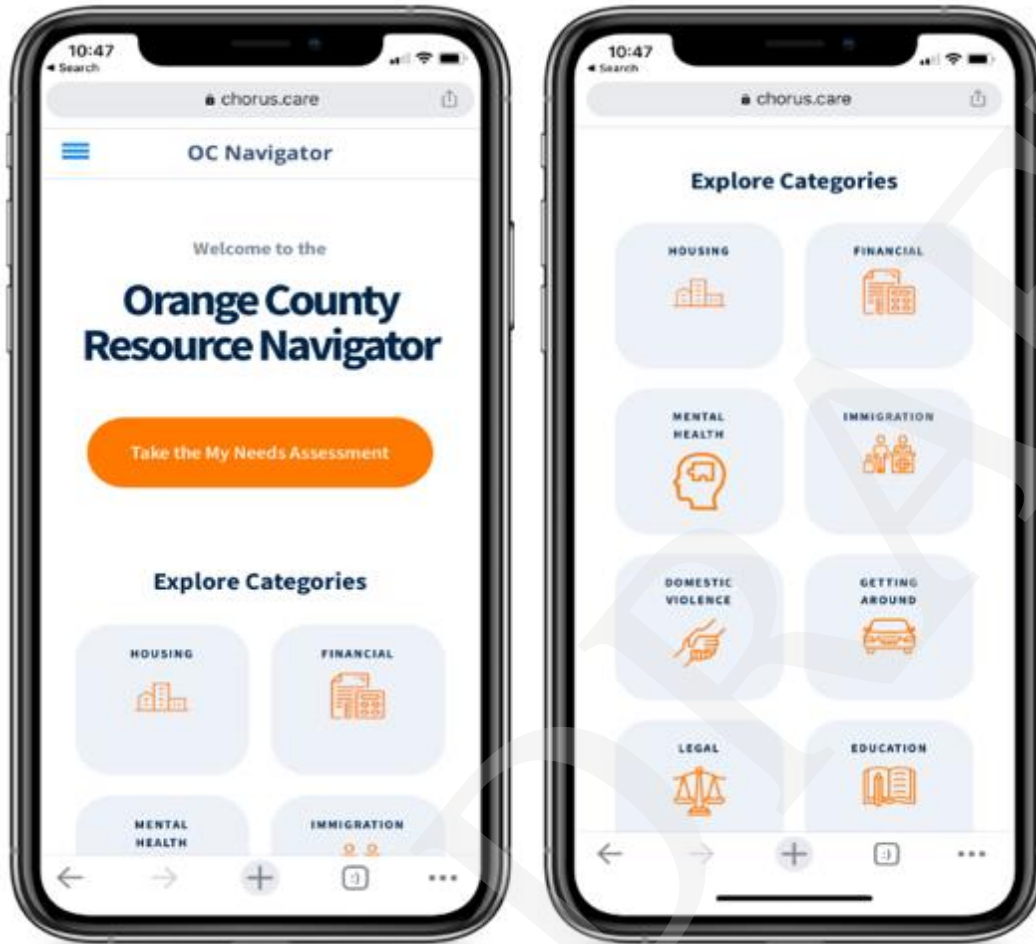 10:47
◂ Search
chorus.care
OC Navigator
Welcome to the
Orange County
Resource Navigator
Take the My Needs Assessment
Explore Categories
HOUSING
FINANCIAL
MENTAL
HEALTH
IMMIGRATION
:)
10:47
◂ Search
chorus.care
Explore Categories
HOUSING
FINANCIAL
MENTAL
HEALTH
IMMIGRATION
DOMESTIC
VIOLENCE
GETTING
AROUND
LEGAL
EDUCATION
:)
DRAFT